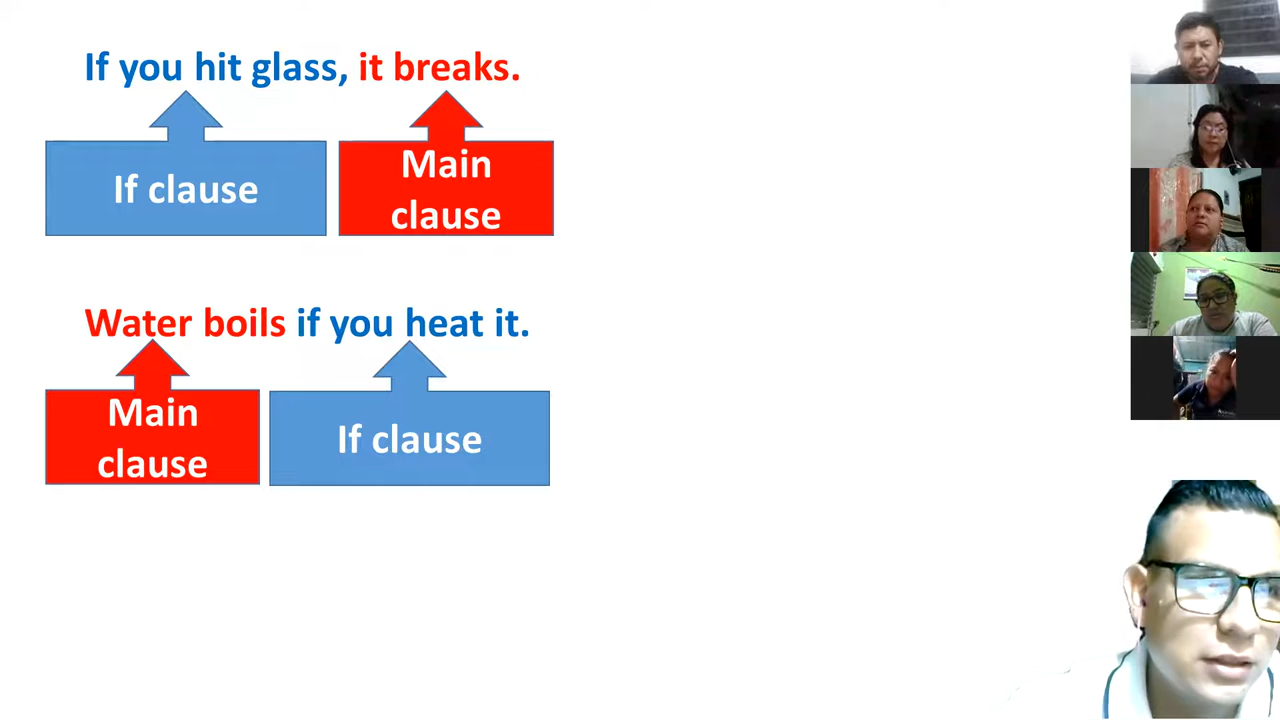 If you hit glass, it breaks.
If clause
Main
clause
Water boils if you heat it.
Main
clause
If clause